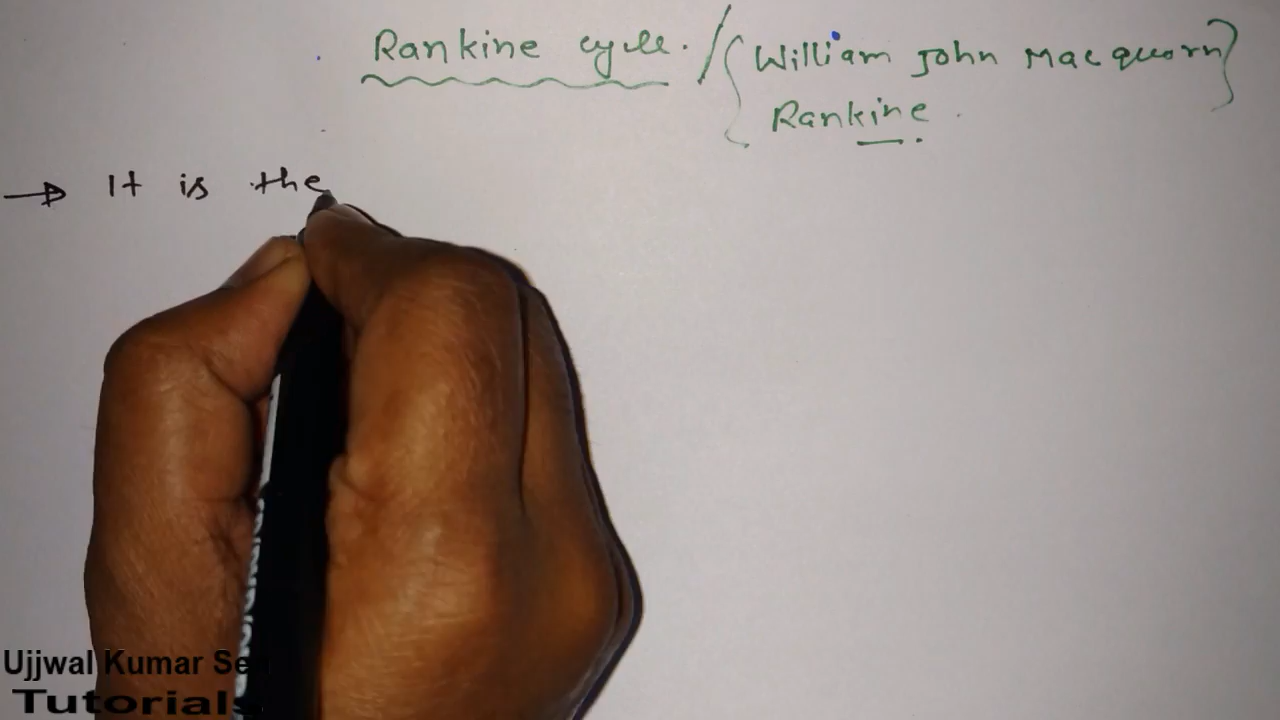 Rankine cycle. / {William John Macquorn}
Rankine.
→ It is the
Ujjwal Kumar Se
Tutorials